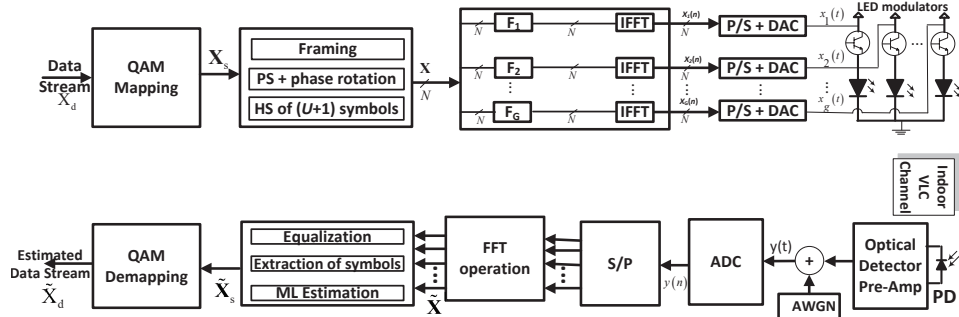 Data
Stream
X_d
QAM
Mapping
X_s
Framing
PS + phase rotation
HS of (U+1) symbols
X
N
N
F_1
N
IFFT
X_1(n)
N
P/S + DAC
x_1(t)
LED modulators
N
F_2
N
IFFT
X_2(n)
N
P/S + DAC
x_2(t)
...
N
F_G
N
IFFT
X_G(n)
N
P/S + DAC
x_g(t)
Indoor
VLC
Channel
Estimated
Data Stream
X̃_d
QAM
Demapping
X̃_s
Equalization
Extraction of symbols
ML Estimation
X̃
FFT
operation
S/P
y(n)
ADC
y(t)
+
AWGN
Optical
Detector
Pre-Amp
PD